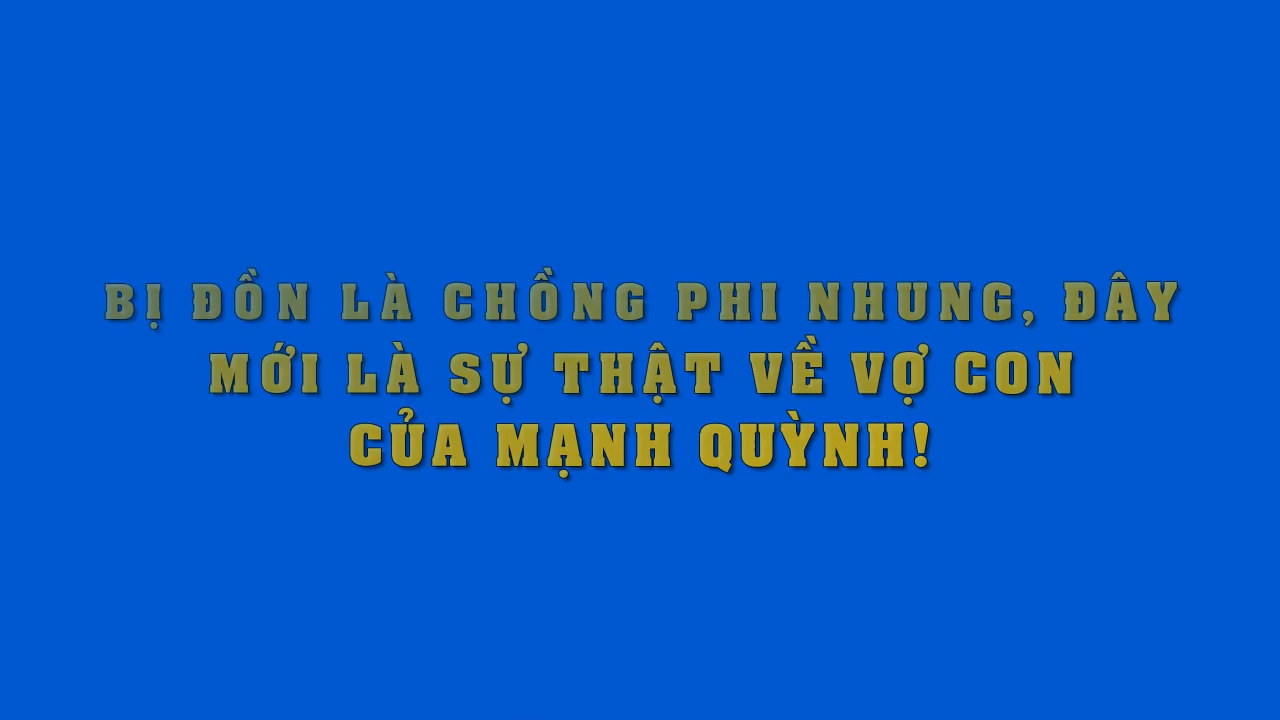 BỊ ĐỒN LÀ CHỒNG PHI NHUNG, ĐÂY
MỚI LÀ SỰ THẬT VỀ VỢ CON
CỦA MẠNH QUỲNH!